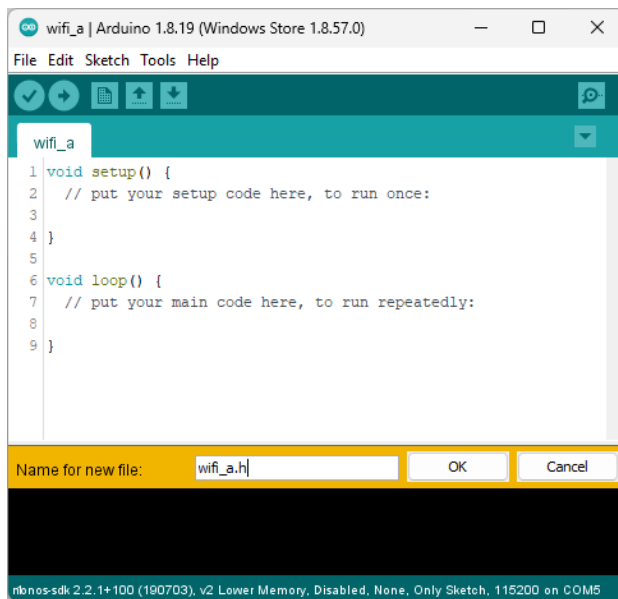 wifi_a | Arduino 1.8.19 (Windows Store 1.8.57.0)
File Edit Sketch Tools Help
wifi_a
1 void setup() {
2 // put your setup code here, to run once:
3
4 }
5
6 void loop() {
7 // put your main code here, to run repeatedly:
8
9 }
Name for new file: wifi_a.h OK Cancel
nonos-sdk 2.2.1+100 (190703), v2 Lower Memory, Disabled, None, Only Sketch, 115200 on COM5